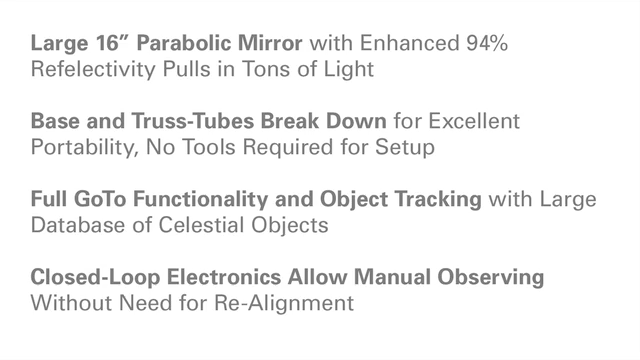 Large 16” Parabolic Mirror with Enhanced 94%
Refelectivity Pulls in Tons of Light
Base and Truss-Tubes Break Down for Excellent
Portability, No Tools Required for Setup
Full GoTo Functionality and Object Tracking with Large
Database of Celestial Objects
Closed-Loop Electronics Allow Manual Observing
Without Need for Re-Alignment